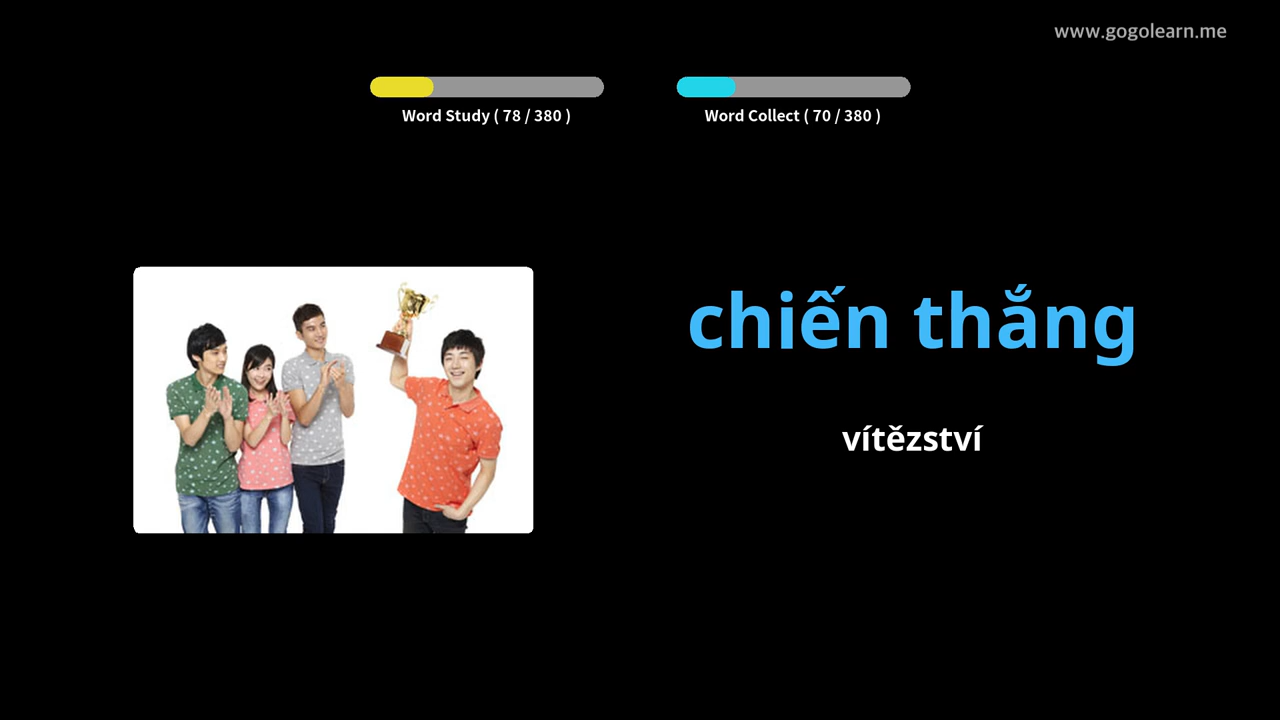 www.gogolearn.me
Word Study ( 78 / 380 )
Word Collect ( 70 / 380 )
chiến thắng
vítězství